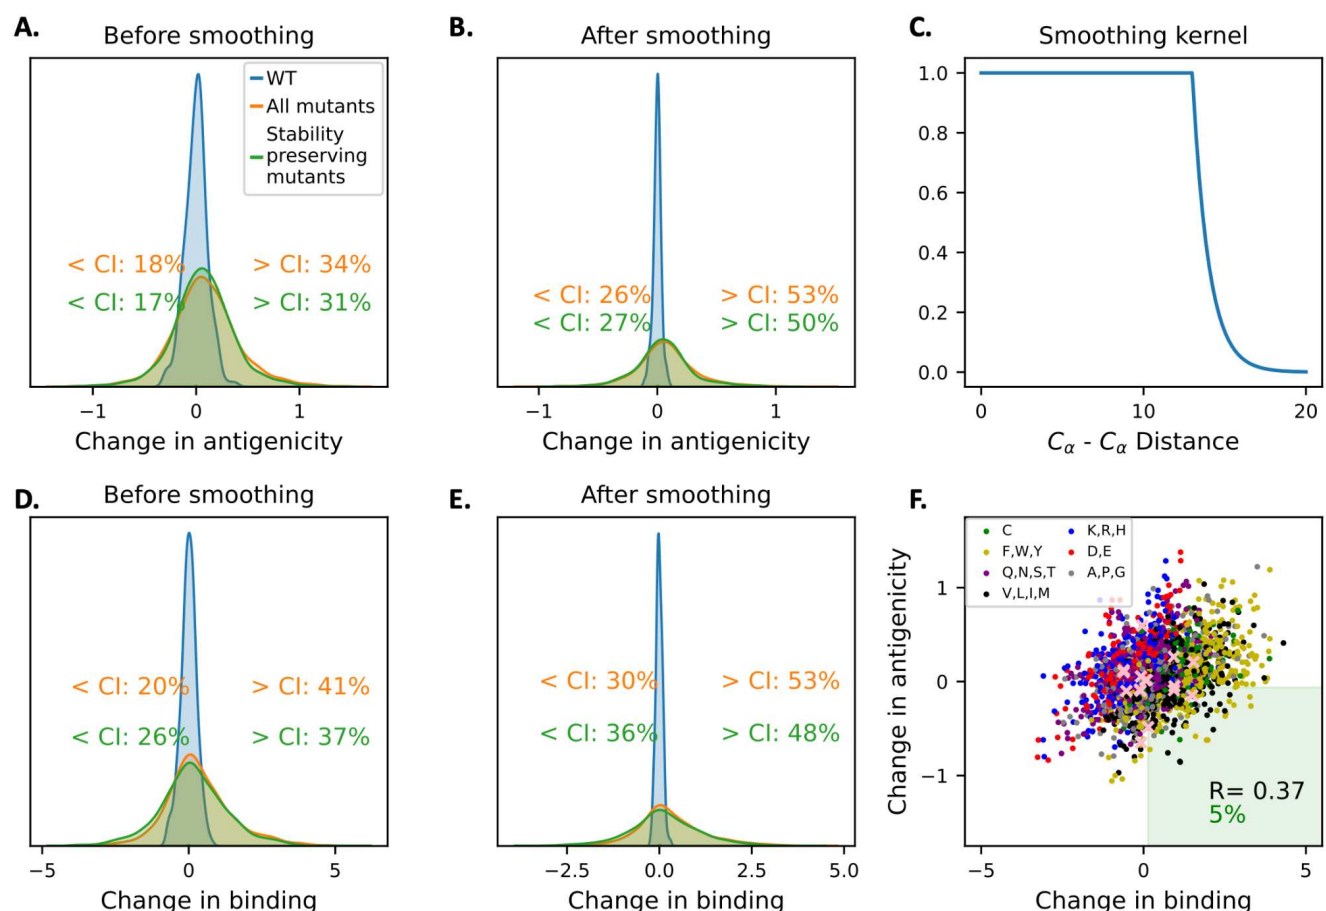 A.
Before smoothing
WT
All mutants
Stability
preserving
mutants
< CI: 18%
> CI: 34%
< CI: 17%
> CI: 31%
−1
0
1
Change in antigenicity
B.
After smoothing
< CI: 26%
> CI: 53%
< CI: 27%
> CI: 50%
−1
0
1
Change in antigenicity
C.
Smoothing kernel
1.0
0.8
0.6
0.4
0.2
0.0
0
10
20
Cα - Cα Distance
D.
Before smoothing
< CI: 20%
> CI: 41%
< CI: 26%
> CI: 37%
−5
0
5
Change in binding
E.
After smoothing
< CI: 30%
> CI: 53%
< CI: 36%
> CI: 48%
−2.5
0.0
2.5
5.0
Change in binding
F.
C
F,W,Y
Q,N,S,T
V,L,I,M
K,R,H
D,E
A,P,G
Change in antigenicity
1
0
−1
R= 0.37
5%
−5
0
5
Change in binding